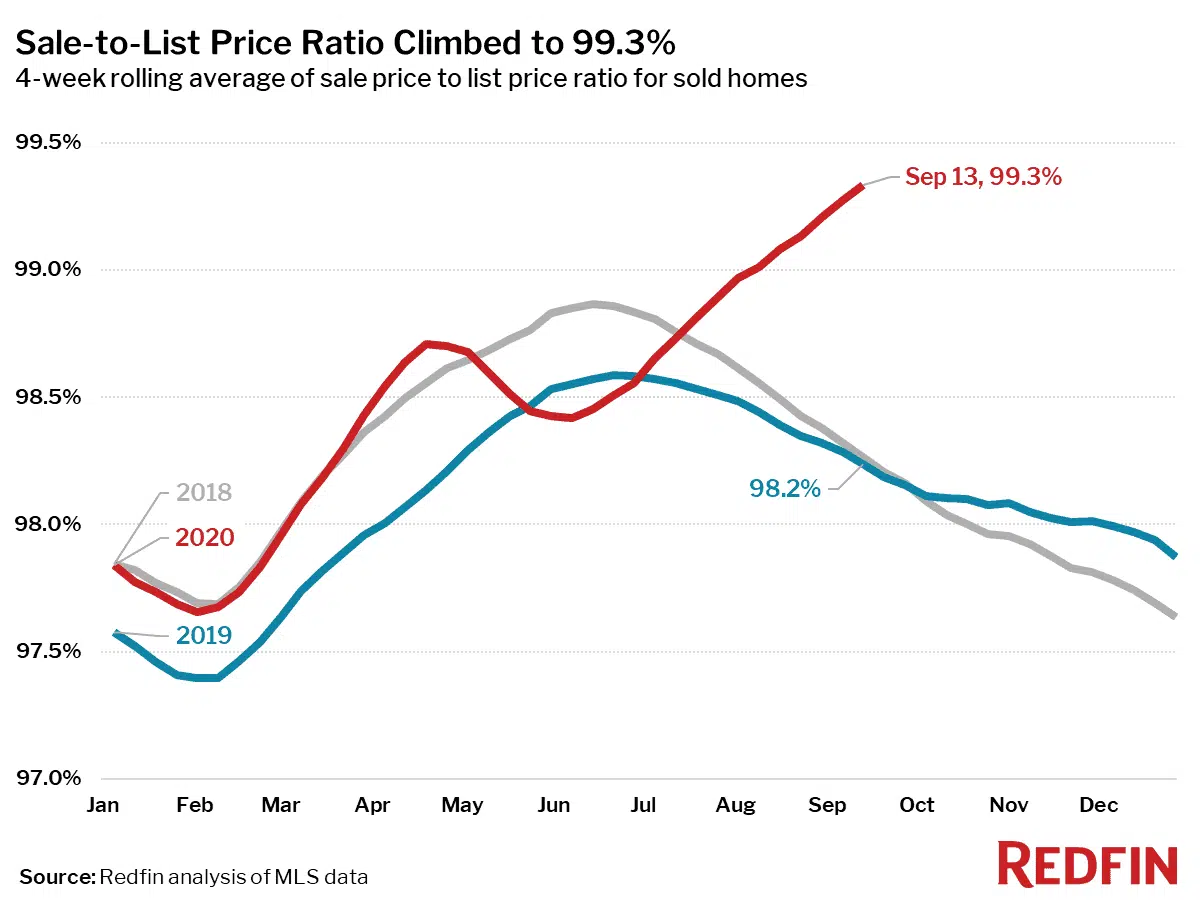 Sale-to-List Price Ratio Climbed to 99.3%
4-week rolling average of sale price to list price ratio for sold homes
99.5%
Sep 13, 99.3%
99.0%
98.5%
98.2%
2018
98.0%
2020
2019
97.5%
97.0%
Jan Feb Mar Apr May Jun Jul Aug Sep Oct Nov Dec
REDFIN
Source: Redfin analysis of MLS data